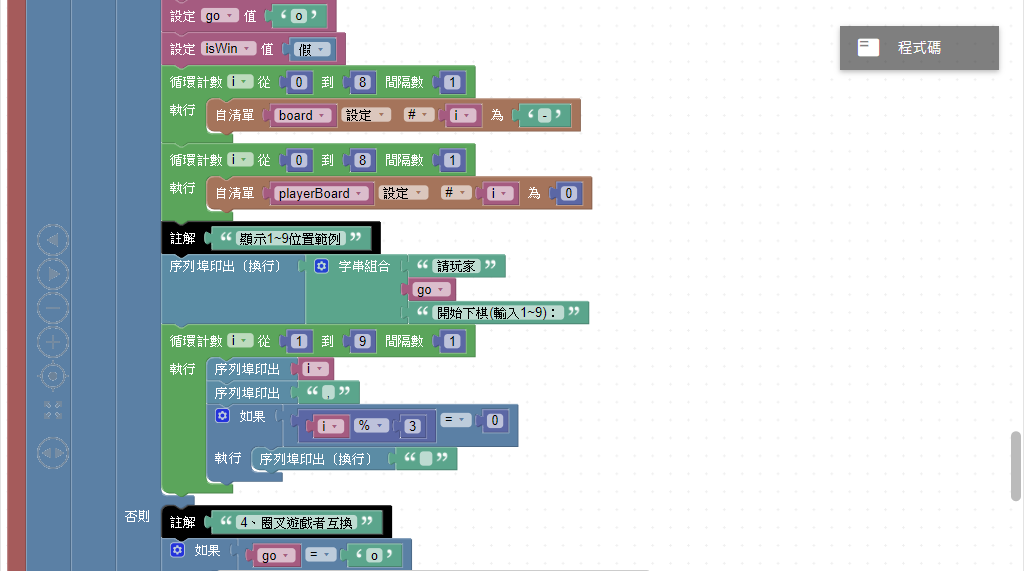 設定 go 值 ‘ o ’
程式碼
設定 isWin 值 假
循環計數 i 從 0 到 8 間隔數 1
執行 自清單 board 設定 # i 為 ‘ - ’
循環計數 i 從 0 到 8 間隔數 1
執行 自清單 playerBoard 設定 # i 為 0
註解 “ 顯示1~9位置範例 ”
序列埠印出（換行） 字串組合 “ 請玩家 ”
go
“ 開始下棋(輸入1~9)： ”
循環計數 i 從 1 到 9 間隔數 1
執行 序列埠印出 i
序列埠印出 “ , ”
如果 i % 3 = 0
執行 序列埠印出（換行） “ ”
否則 註解 “ 4、圈叉遊戲者互換 ”
如果 go = ‘ o ’